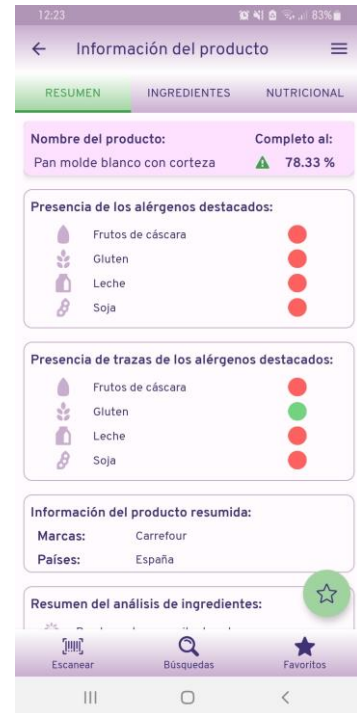 12:23 83%
Información del producto
RESUMEN INGREDIENTES NUTRICIONAL
Nombre del producto: Completo al:
Pan molde blanco con corteza 78.33 %
Presencia de los alérgenos destacados:
Frutos de cáscara
Gluten
Leche
Soja
Presencia de trazas de los alérgenos destacados:
Frutos de cáscara
Gluten
Leche
Soja
Información del producto resumida:
Marcas: Carrefour
Países: España
Resumen del análisis de ingredientes:
Escanear Búsquedas Favoritos